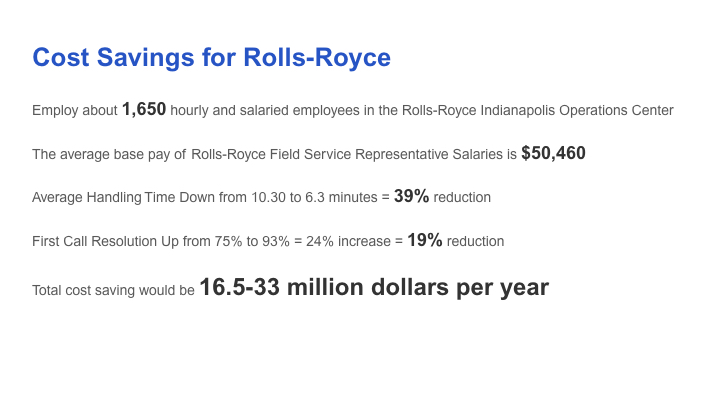 Cost Savings for Rolls-Royce
Employ about 1,650 hourly and salaried employees in the Rolls-Royce Indianapolis Operations Center
The average base pay of Rolls-Royce Field Service Representative Salaries is $50,460
Average Handling Time Down from 10.30 to 6.3 minutes = 39% reduction
First Call Resolution Up from 75% to 93% = 24% increase = 19% reduction
Total cost saving would be 16.5-33 million dollars per year